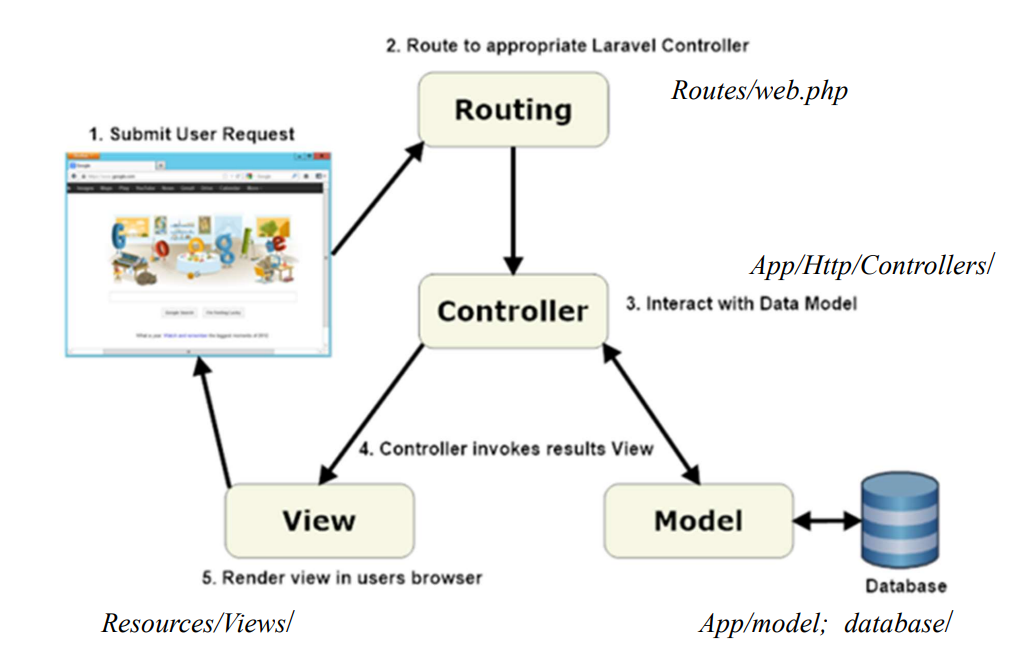 2. Route to appropriate Laravel Controller
Routing
Routes/web.php
1. Submit User Request
Google
Controller
App/Http/Controllers/
3. Interact with Data Model
4. Controller invokes results View
View
Model
Database
5. Render view in users browser
Resources/Views/
App/model; database/